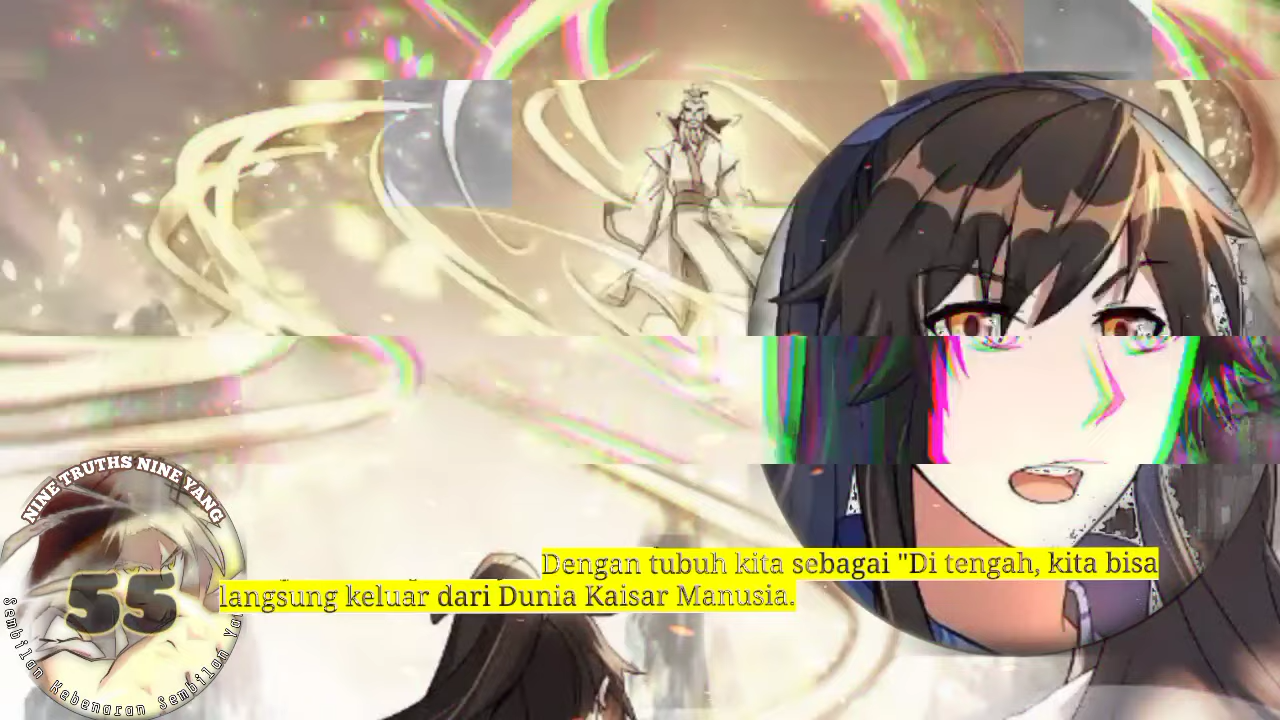 NINE TRUTHS NINE YANG
55
Sembilan Kebenaran Sembilan Yang
Dengan tubuh kita sebagai "Di tengah, kita bisa
langsung keluar dari Dunia Kaisar Manusia.